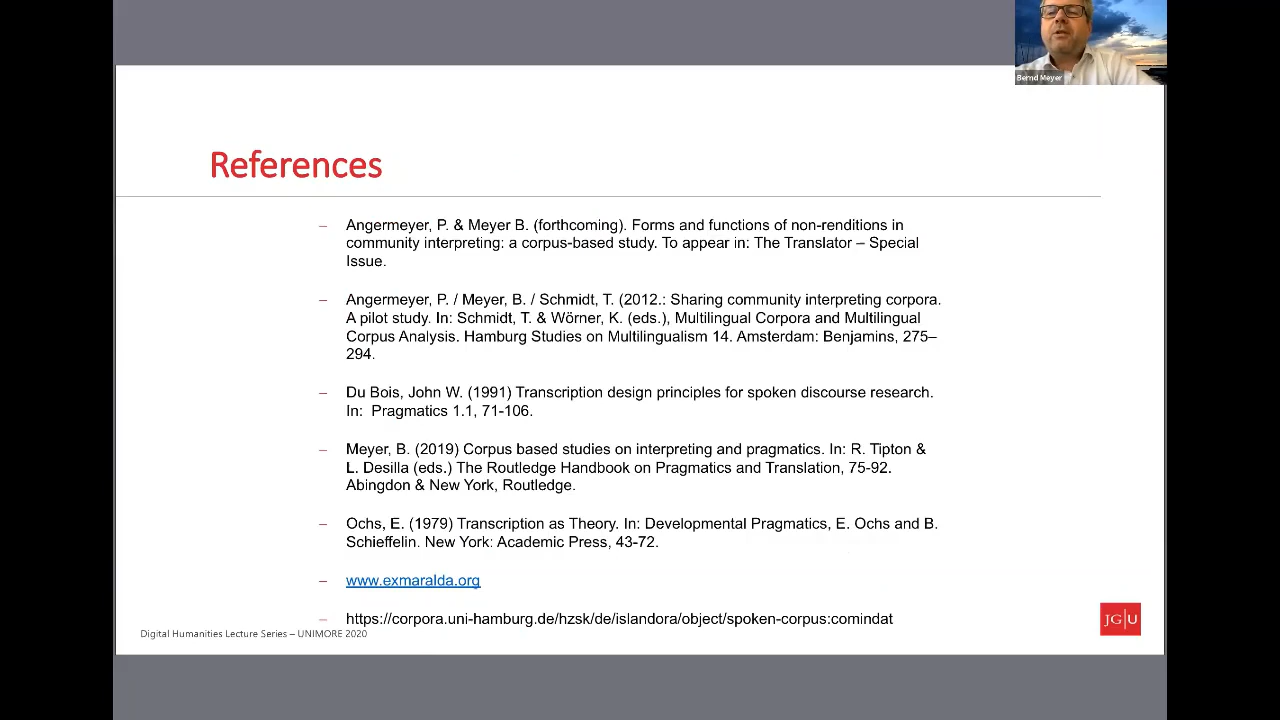 Bernd Meyer
References
– Angermeyer, P. & Meyer B. (forthcoming). Forms and functions of non-renditions in
community interpreting: a corpus-based study. To appear in: The Translator – Special
Issue.
– Angermeyer, P. / Meyer, B. / Schmidt, T. (2012.: Sharing community interpreting corpora.
A pilot study. In: Schmidt, T. & Wörner, K. (eds.), Multilingual Corpora and Multilingual
Corpus Analysis. Hamburg Studies on Multilingualism 14. Amsterdam: Benjamins, 275–
294.
– Du Bois, John W. (1991) Transcription design principles for spoken discourse research.
In: Pragmatics 1.1, 71-106.
– Meyer, B. (2019) Corpus based studies on interpreting and pragmatics. In: R. Tipton &
L. Desilla (eds.) The Routledge Handbook on Pragmatics and Translation, 75-92.
Abingdon & New York, Routledge.
– Ochs, E. (1979) Transcription as Theory. In: Developmental Pragmatics, E. Ochs and B.
Schieffelin. New York: Academic Press, 43-72.
– www.exmaralda.org
– https://corpora.uni-hamburg.de/hzsk/de/islandora/object/spoken-corpus:comindat
Digital Humanities Lecture Series – UNIMORE 2020
JG|U